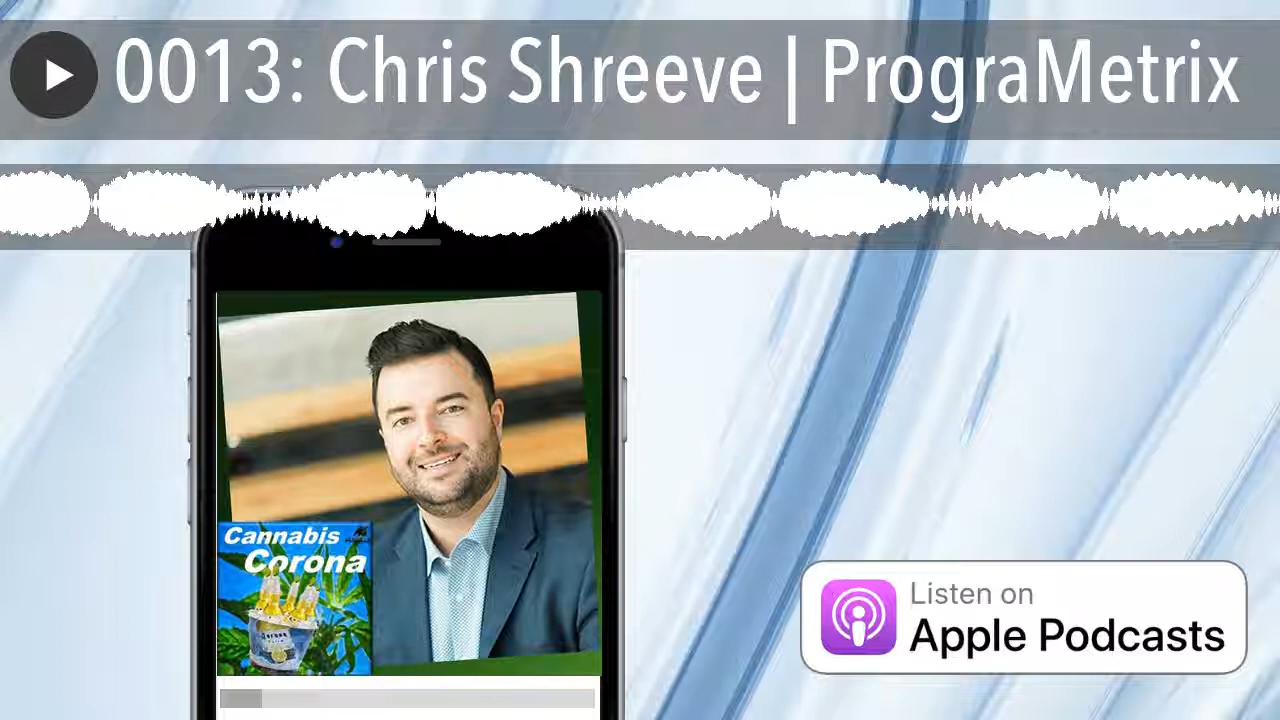 0013: Chris Shreeve | PrograMetrix
Cannabis
Corona
Listen on
Apple Podcasts